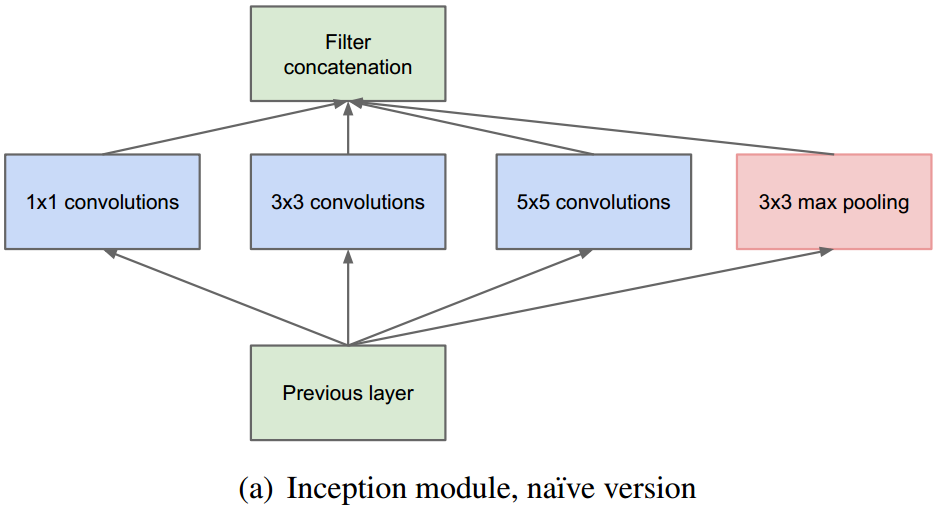 Filter
concatenation
1x1 convolutions
3x3 convolutions
5x5 convolutions
3x3 max pooling
Previous layer
(a) Inception module, naïve version